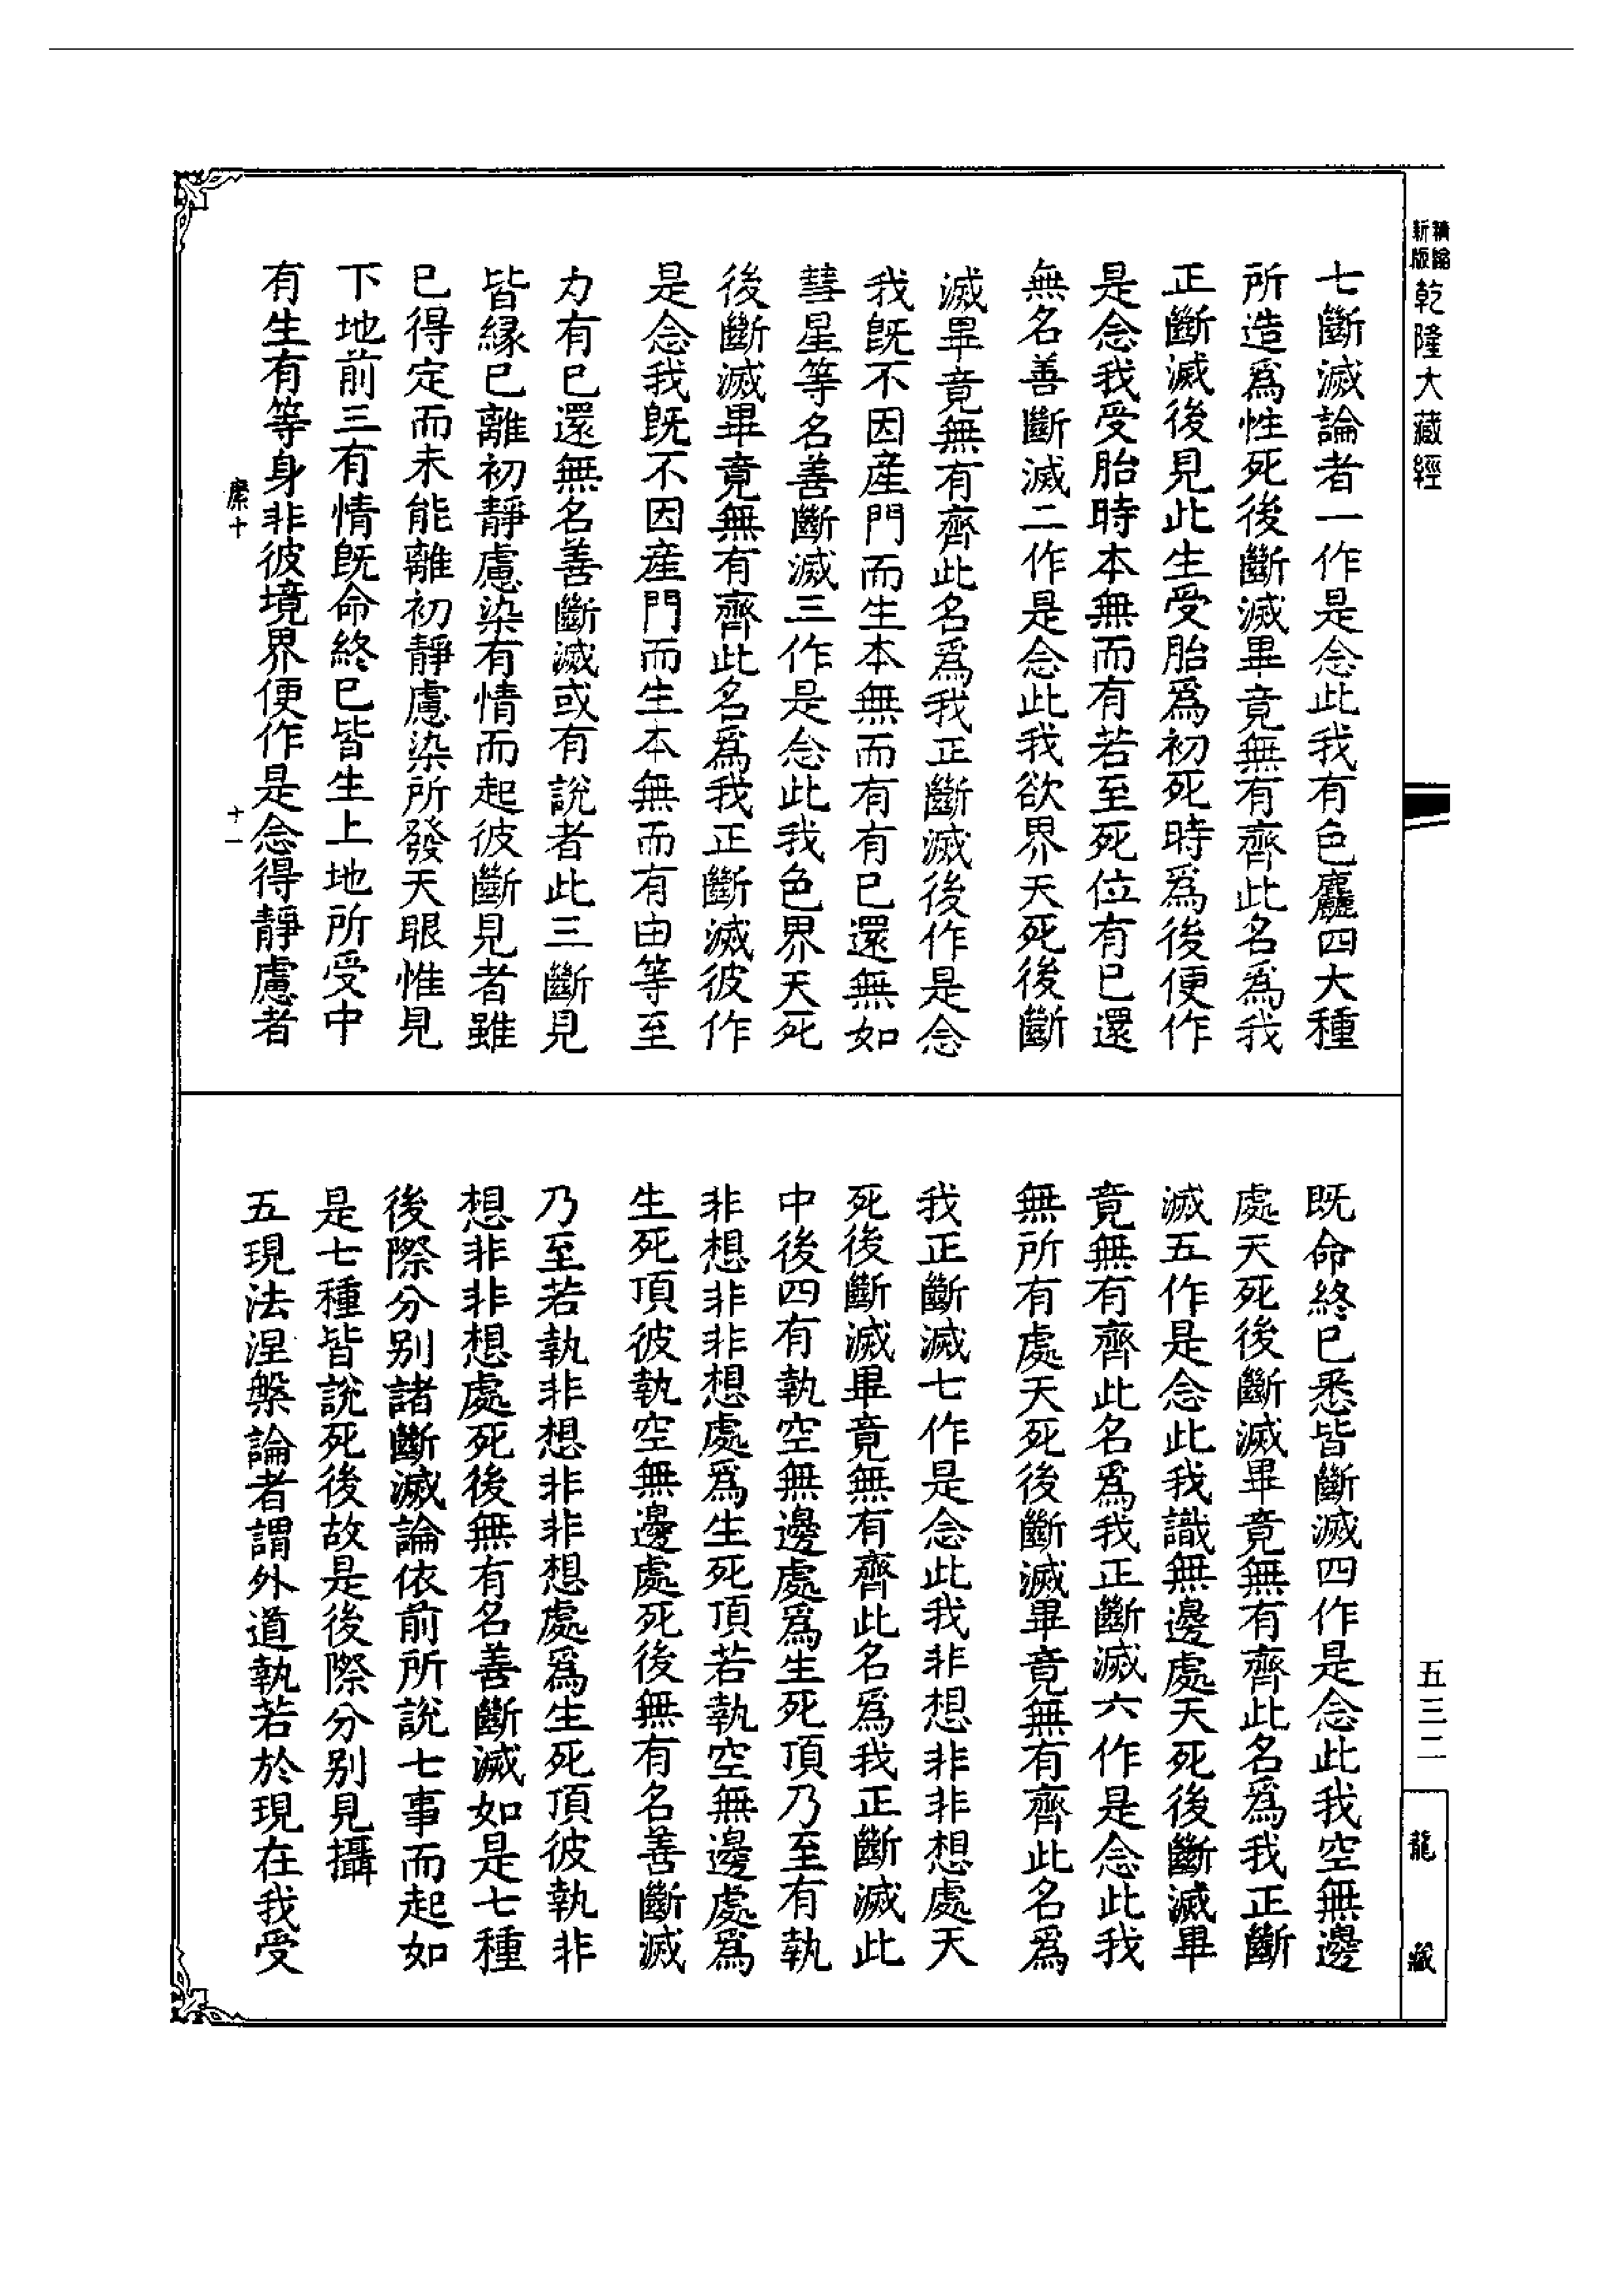 新版精縮乾隆大藏經
七斷滅論者一作是念此我有色麤四大種
所造爲性死後斷滅畢竟無有齊此名爲我
正斷滅後見此生受胎爲初死時爲後便作
是念我受胎時本無而有若至死位有已還
無名善斷滅二作是念此我欲界天死後斷
滅畢竟無有齊此名爲我正斷滅後作是念
我旣不因産門而生本無而有有已還無如
彗星等名善斷滅三作是念此我色界天死
後斷滅畢竟無有齊此名爲我正斷滅彼作
是念我旣不因産門而生本無而有由等至
力有已還無名善斷滅或有說者此三斷見
皆縁已離初靜慮染有情而起彼斷見者雖
已得定而未能離初靜慮染所發天眼惟見
下地前三有情旣命終已皆生上地所受中
有生有等身非彼境界便作是念得靜慮者
縻十
十一
既命終已悉皆斷滅四作是念此我空無邊
處天死後斷滅畢竟無有齊此名爲我正斷
滅五作是念此我識無邊處天死後斷滅畢
竟無有齊此名爲我正斷滅六作是念此我
無所有處天死後斷滅畢竟無有齊此名爲
我正斷滅七作是念此我非想非非想處天
死後斷滅畢竟無有齊此名爲我正斷滅此
中後四有執空無邊處爲生死頂乃至有執
非想非非想處爲生死頂若執空無邊處爲
生死頂彼執空無邊處死後無有名善斷滅
乃至若執非想非非想處爲生死頂彼執非
想非非想處死後無有名善斷滅如是七種
後際分别諸斷滅論依前所說七事而起如
是七種皆說死後故是後際分别見攝
五現法涅槃論者謂外道執若於現在我受
五三二
龍藏